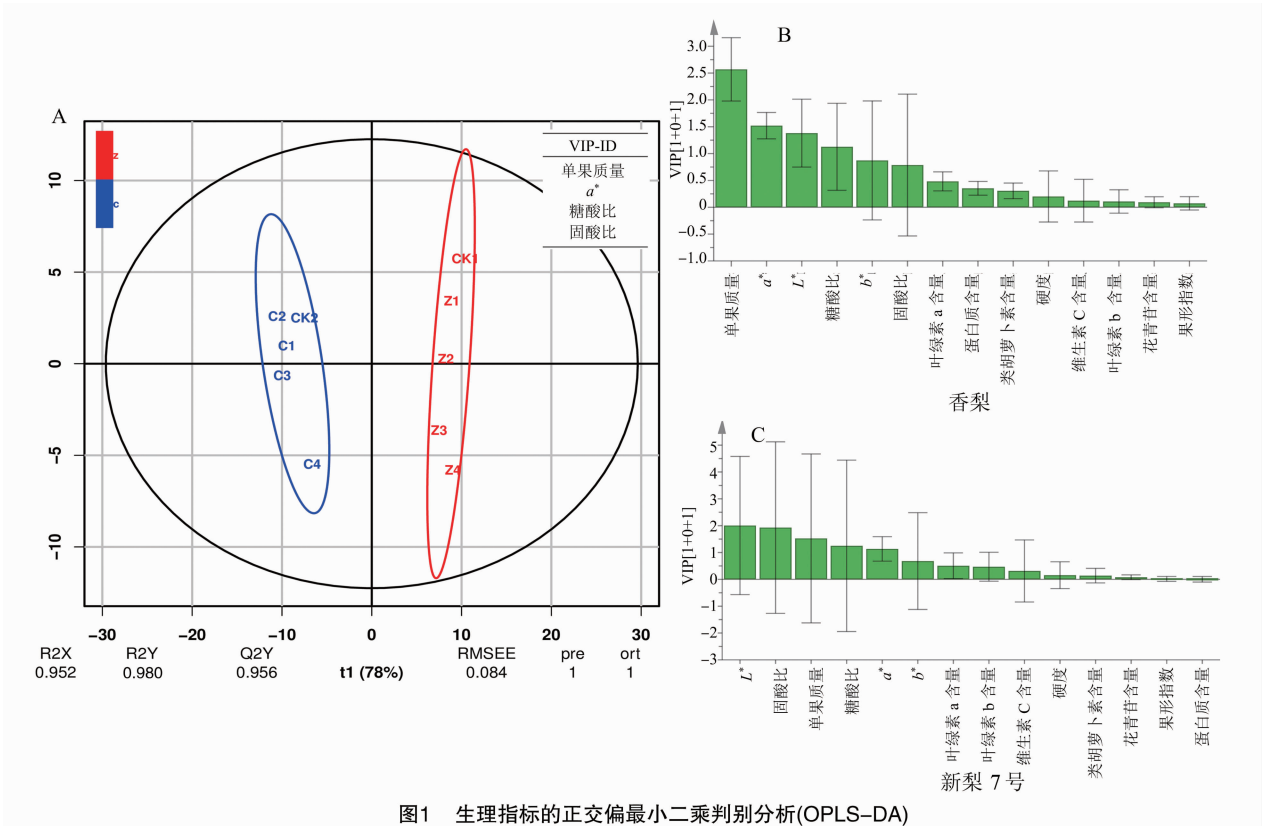 A
z
c
VIP-ID
单果质量
a*
糖酸比
固酸比
10
5
0
−5
−10
CK1
Z1
Z2
Z3
Z4
C2 CK2
C1
C3
C4
−30 −20 −10 0 10 20 30
R2X R2Y Q2Y RMSEE pre ort
0.952 0.980 0.956 t1 (78%) 0.084 1 1
B
VIP[1+0+1]
3.0
2.5
2.0
1.5
1.0
0.5
0
−0.5
−1.0
单果质量
a*
L*
糖酸比
b*
固酸比
叶绿素 a 含量
蛋白质含量
类胡萝卜素含量
硬度
维生素 C 含量
叶绿素 b 含量
花青苷含量
果形指数
香梨
C
VIP[1+0+1]
5
4
3
2
1
0
−1
−2
−3
L*
固酸比
单果质量
糖酸比
a*
b*
叶绿素 a 含量
叶绿素 b 含量
维生素 C 含量
硬度
类胡萝卜素含量
花青苷含量
果形指数
蛋白质含量
新梨 7 号
图1 生理指标的正交偏最小二乘判别分析(OPLS−DA)